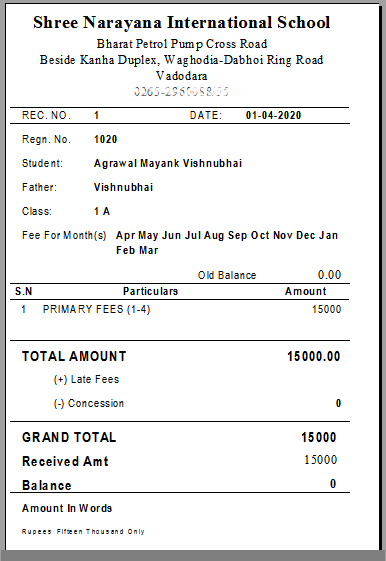 Shree Narayana International School
Bharat Petrol Pump Cross Road
Beside Kanha Duplex, Waghodia-Dabhoi Ring Road
Vadodara
REC. NO. 1 DATE: 01-04-2020
Regn. No. 1020
Student: Agrawal Mayank Vishnubhai
Father: Vishnubhai
Class: 1 A
Fee For Month(s) Apr May Jun Jul Aug Sep Oct Nov Dec Jan
Feb Mar
Old Balance 0.00
S.N Particulars Amount
1 PRIMARY FEES (1-4) 15000
TOTAL AMOUNT 15000.00
(+) Late Fees
(-) Concession 0
GRAND TOTAL 15000
Received Amt 15000
Balance 0
Amount In Words
Rupees Fifteen Thousand Only